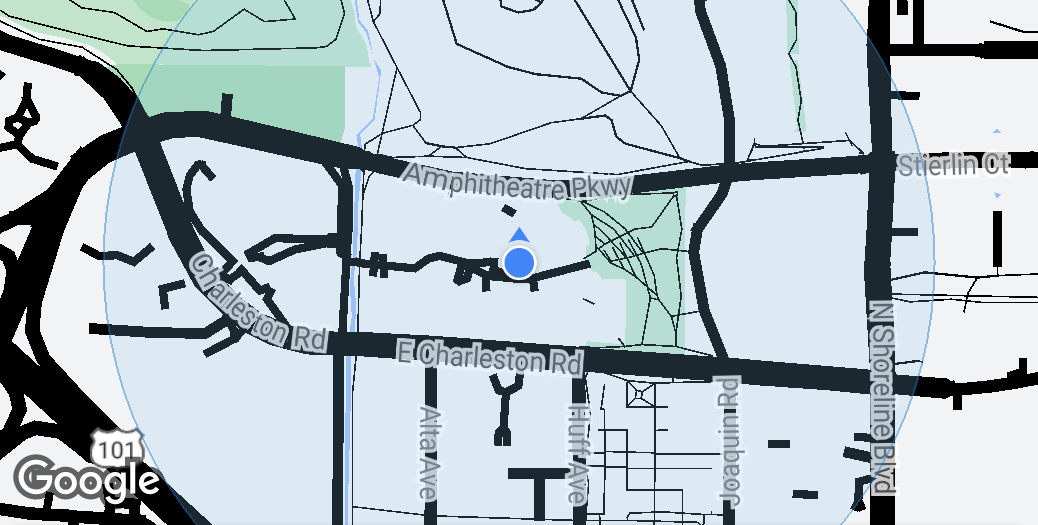 Amphitheatre Pkwy
Stierlin Ct
Charleston Rd
E Charleston Rd
N Shoreline Blvd
Alta Ave
Huff Ave
Joaquin Rd
101
Google